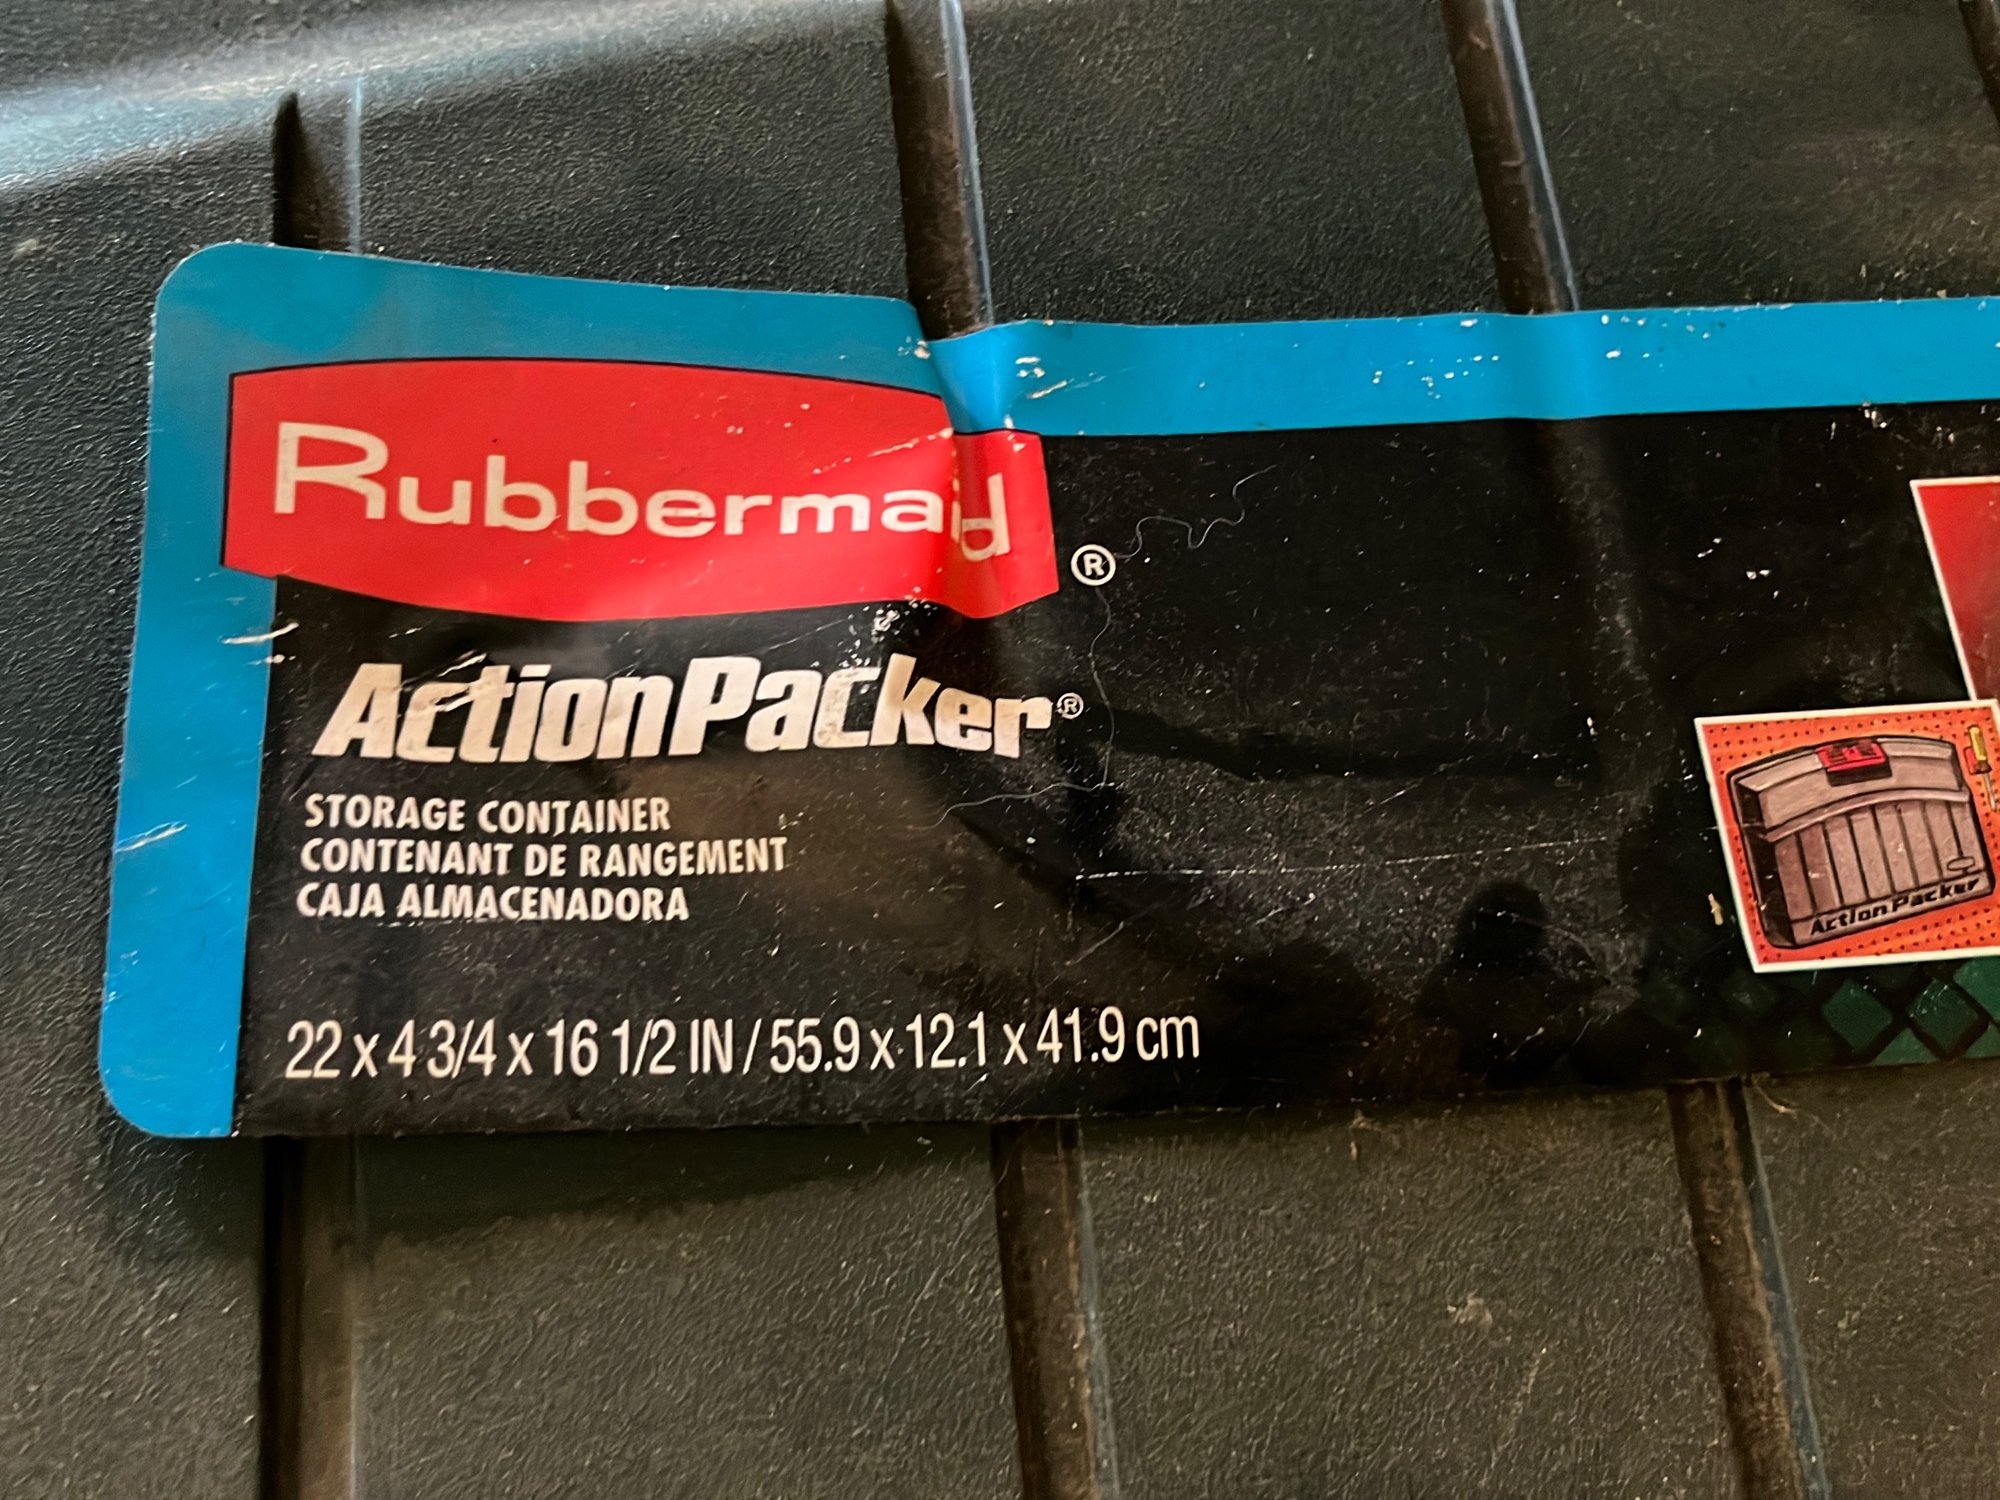 Rubbermaid®
ActionPacker®
STORAGE CONTAINER
CONTENANT DE RANGEMENT
CAJA ALMACENADORA
22 x 4 3/4 x 16 1/2 IN / 55.9 x 12.1 x 41.9 cm
ActionPacker